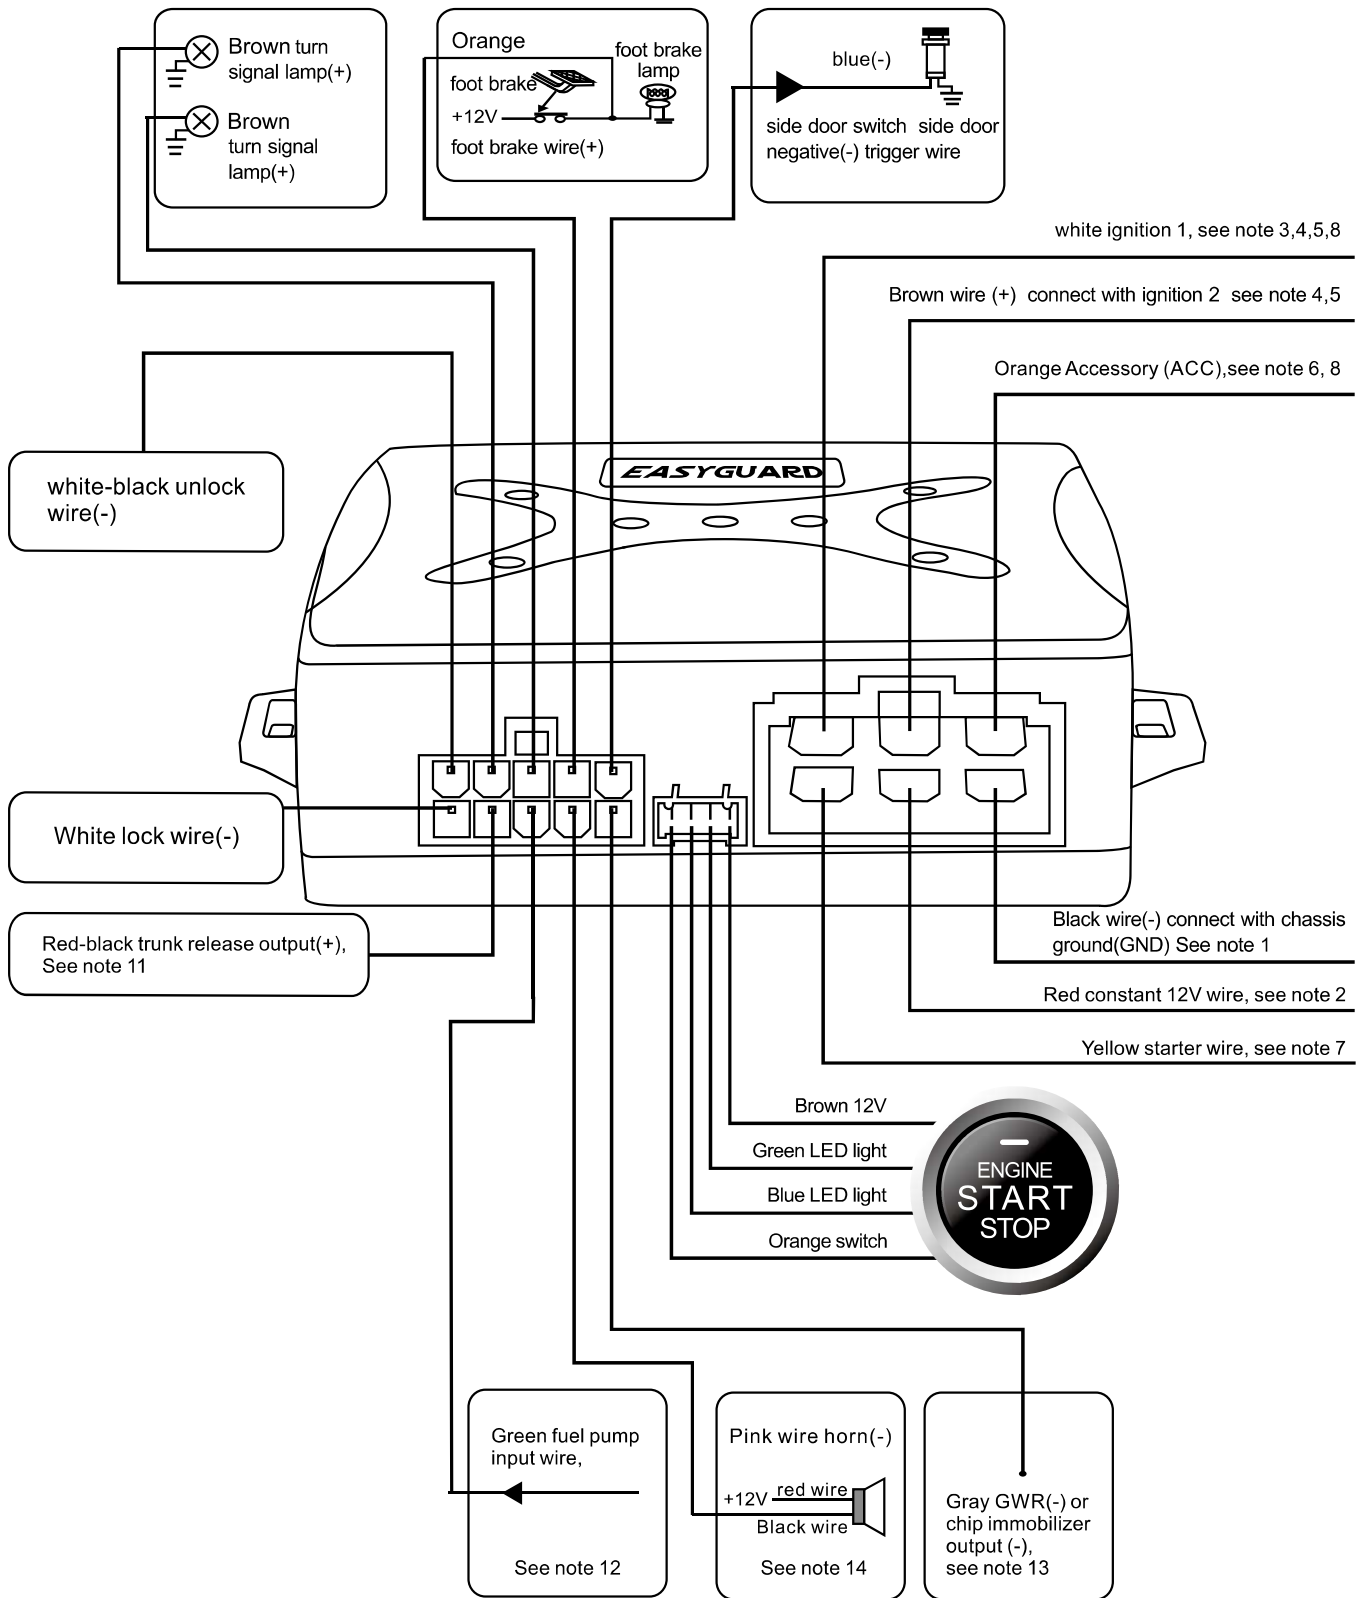 Brown turn
signal lamp(+)
Brown
turn signal
lamp(+)
Orange
foot brake
lamp
foot brake
+12V
foot brake wire(+)
blue(-)
side door switch side door
negative(-) trigger wire
white ignition 1, see note 3,4,5,8
Brown wire (+) connect with ignition 2 see note 4,5
Orange Accessory (ACC),see note 6, 8
EASYGUARD
white-black unlock
wire(-)
White lock wire(-)
Red-black trunk release output(+),
See note 11
Black wire(-) connect with chassis
ground(GND) See note 1
Red constant 12V wire, see note 2
Yellow starter wire, see note 7
Brown 12V
Green LED light
Blue LED light
Orange switch
ENGINE
START
STOP
Green fuel pump
input wire,
See note 12
Pink wire horn(-)
red wire
+12V
Black wire
See note 14
Gray GWR(-) or
chip immobilizer
output (-),
see note 13